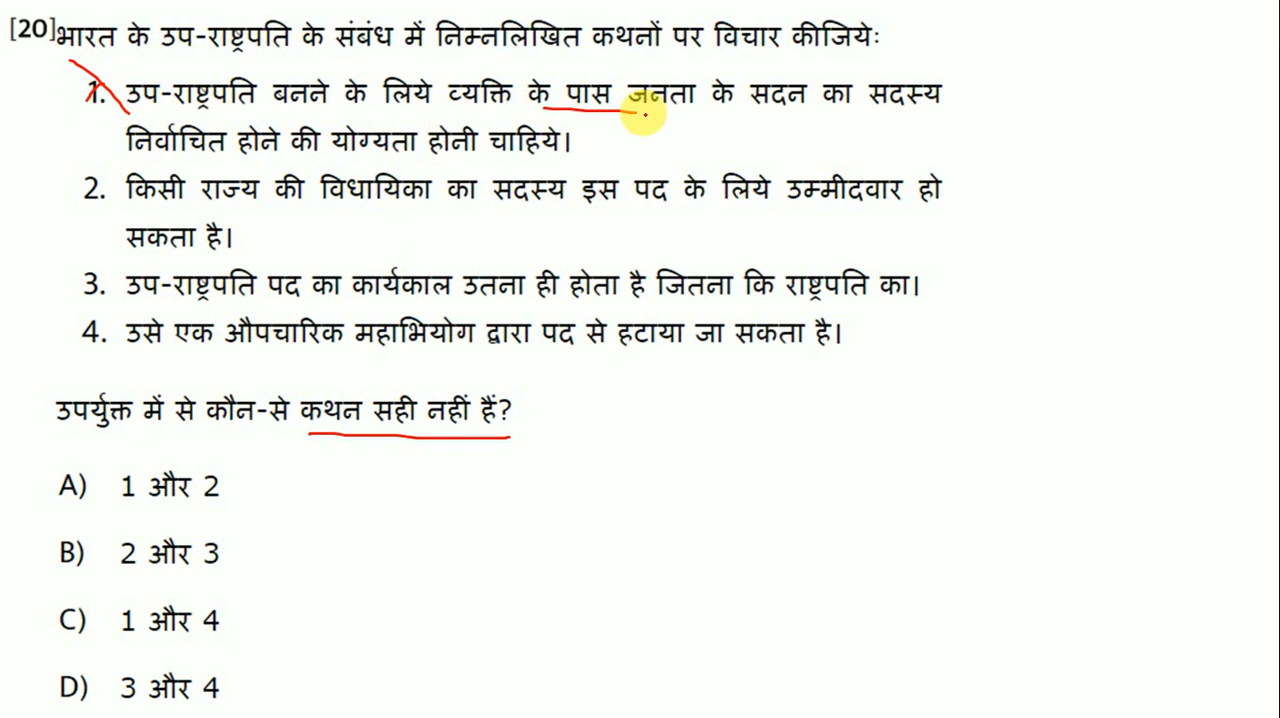 [20] भारत के उप-राष्ट्रपति के संबंध में निम्नलिखित कथनों पर विचार कीजियेः
1. उप-राष्ट्रपति बनने के लिये व्यक्ति के पास जनता के सदन का सदस्य
निर्वाचित होने की योग्यता होनी चाहिये।
2. किसी राज्य की विधायिका का सदस्य इस पद के लिये उम्मीदवार हो
सकता है।
3. उप-राष्ट्रपति पद का कार्यकाल उतना ही होता है जितना कि राष्ट्रपति का।
4. उसे एक औपचारिक महाभियोग द्वारा पद से हटाया जा सकता है।
उपर्युक्त में से कौन-से कथन सही नहीं हैं?
A) 1 और 2
B) 2 और 3
C) 1 और 4
D) 3 और 4